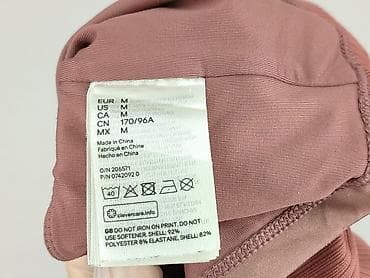 EUR M
US M
CA M
CN 170/96A
MX M
Made in China
Fabriqué en Chine
Hecho en China
O/N 206571
P/N 0742092 0
40
clevercare.info
GB DO NOT IRON ON PRINT, DO NOT
USE SOFTENER, SHELL: 92%
POLYESTER 8% ELASTANE, SHELL: 82%